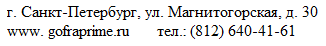 г. Санкт-Петербург, ул. Магнитогорская, д. 30
www. gofraprime.ru тел.: (812) 640-41-61